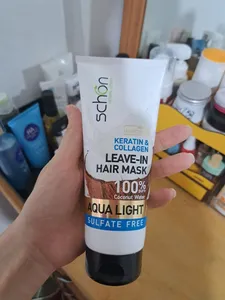 schön
KERATIN &
COLLAGEN
LEAVE-IN
HAIR MASK
100%
Coconut Water
AQUA LIGHT
SULFATE FREE